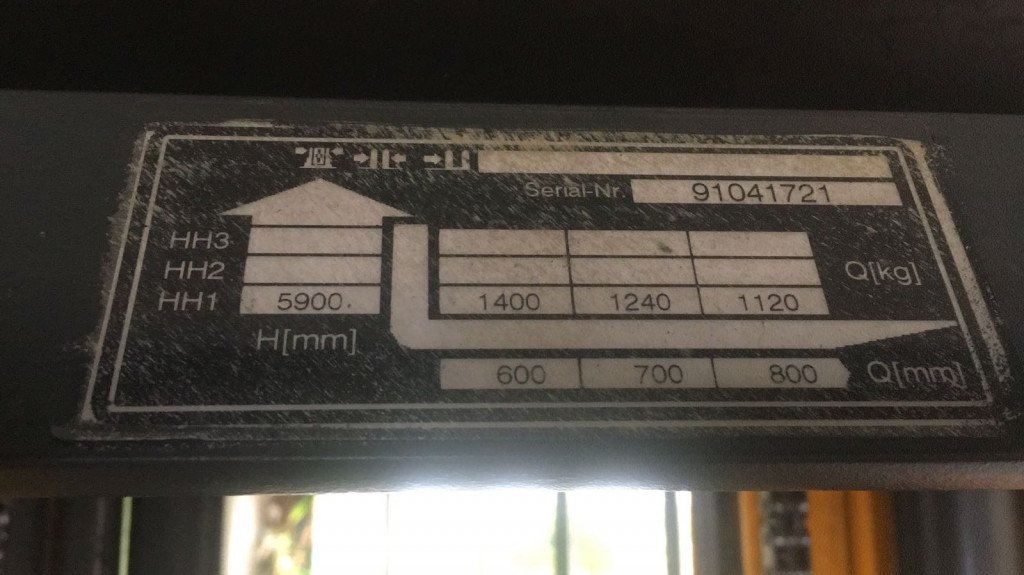 Serial-Nr. 91041721
HH3
HH2 Q[kg]
HH1 5900 1400 1240 1120
H[mm]
600 700 800 Q[mm]